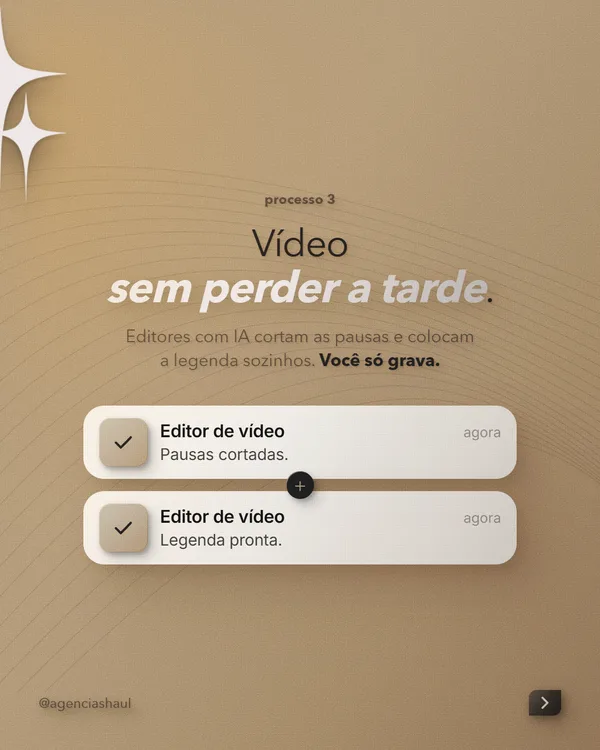 processo 3
Vídeo
sem perder a tarde.
Editores com IA cortam as pausas e colocam
a legenda sozinhos. Você só grava.
Editor de vídeo
agora
Pausas cortadas.
+
Editor de vídeo
agora
Legenda pronta.
@agenciashaul